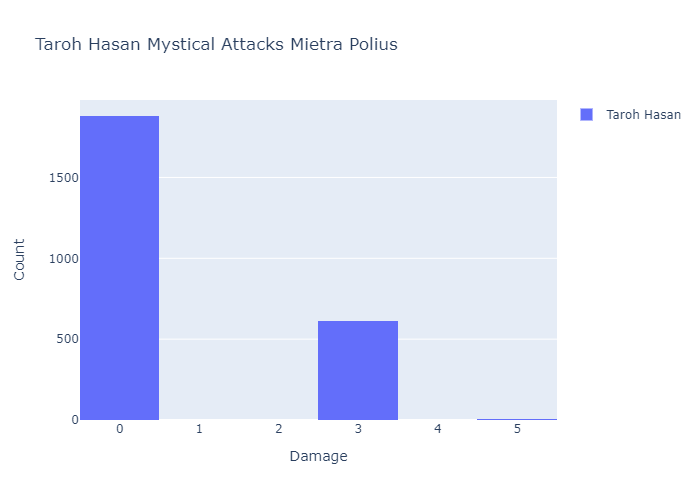 Taroh Hasan Mystical Attacks Mietra Polius
Taroh Hasan
1500
1000
500
0
Count
0 1 2 3 4 5
Damage